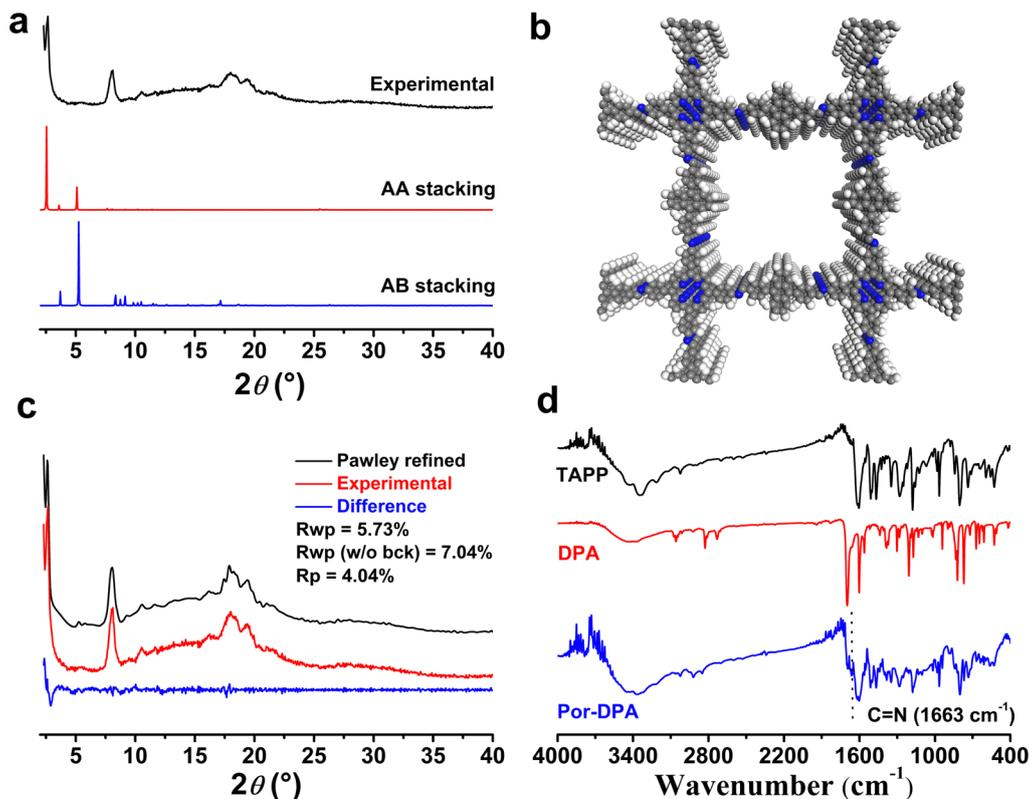 a
Experimental
AA stacking
AB stacking
5 10 15 20 25 30 35 40
2θ (°)
b
c
Pawley refined
Experimental
Difference
Rwp = 5.73%
Rwp (w/o bck) = 7.04%
Rp = 4.04%
5 10 15 20 25 30 35 40
2θ (°)
d
TAPP
DPA
Por-DPA
C=N (1663 cm⁻¹)
4000 3400 2800 2200 1600 1000 400
Wavenumber (cm⁻¹)